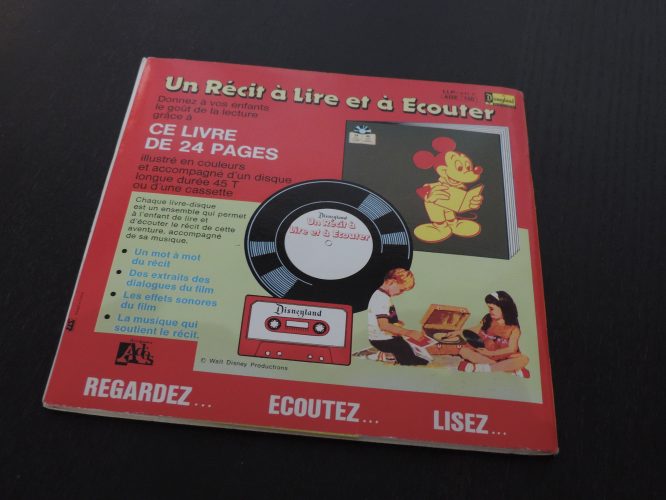 Un Récit à Lire et à Ecouter
Disneyland
Donnez à vos enfants
le goût de la lecture
grâce à
CE LIVRE
DE 24 PAGES
illustré en couleurs
et accompagné d'un disque
longue durée 45 T
ou d'une cassette
Chaque livre-disque
est un ensemble qui permet
à l'enfant de lire et
d'écouter le récit de cette
aventure, accompagné
de sa musique.
• Un mot à mot
du récit
• Des extraits des
dialogues du film
• Les effets sonores
du film
• La musique qui
soutient le récit.
Disneyland
Un Récit à
Lire et à Ecouter
Disneyland
© Walt Disney Productions
Adès
REGARDEZ...
ECOUTEZ...
LISEZ...